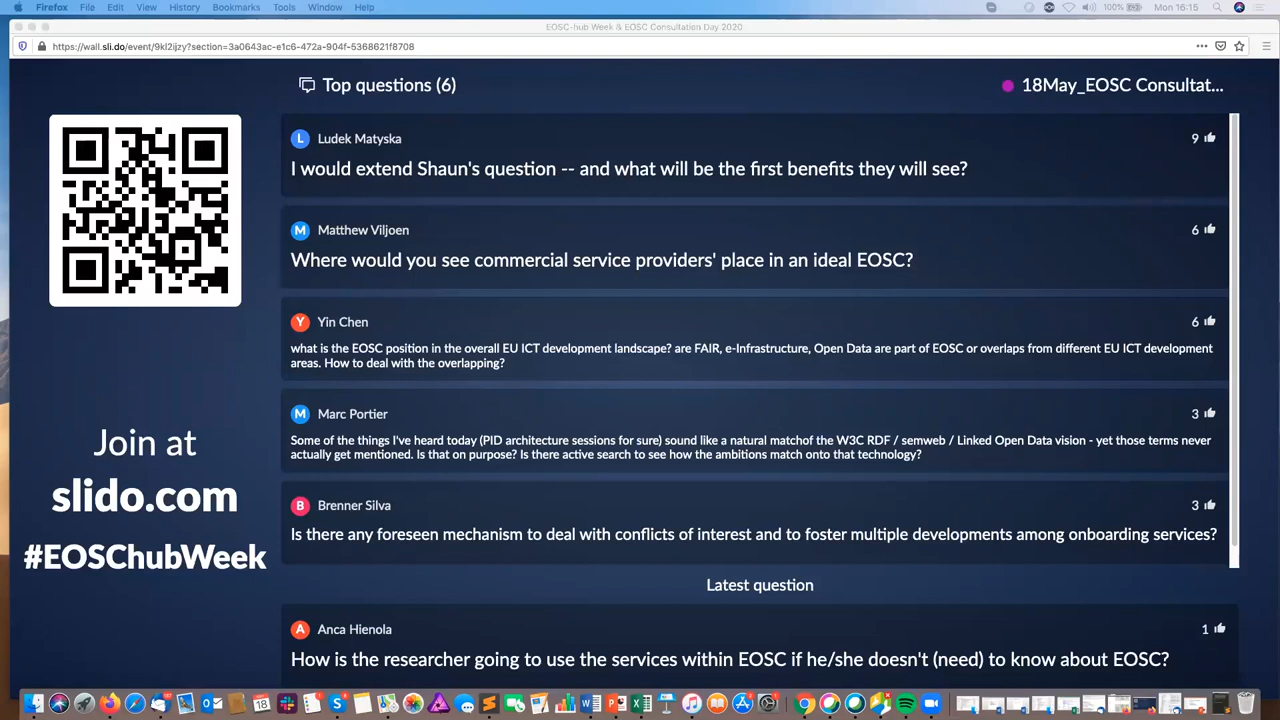 Firefox File Edit View History Bookmarks Tools Window Help 100% Mon 16:15
EOSC-hub Week & EOSC Consultation Day 2020
https://wall.sli.do/event/9kl2ijzy?section=3a0643ac-e1c6-472a-904f-5368621f8708
Top questions (6)
18May_EOSC Consultat...
L Ludek Matyska 9
I would extend Shaun's question -- and what will be the first benefits they will see?
M Matthew Viljoen 6
Where would you see commercial service providers' place in an ideal EOSC?
Y Yin Chen 6
what is the EOSC position in the overall EU ICT development landscape? are FAIR, e-Infrastructure, Open Data are part of EOSC or overlaps from different EU ICT development
areas. How to deal with the overlapping?
M Marc Portier 3
Some of the things I've heard today (PID architecture sessions for sure) sound like a natural matchof the W3C RDF / semweb / Linked Open Data vision - yet those terms never
actually get mentioned. Is that on purpose? Is there active search to see how the ambitions match onto that technology?
B Brenner Silva 3
Is there any foreseen mechanism to deal with conflicts of interest and to foster multiple developments among onboarding services?
Join at
slido.com
#EOSChubWeek
Latest question
A Anca Hienola 1
How is the researcher going to use the services within EOSC if he/she doesn't (need) to know about EOSC?
18